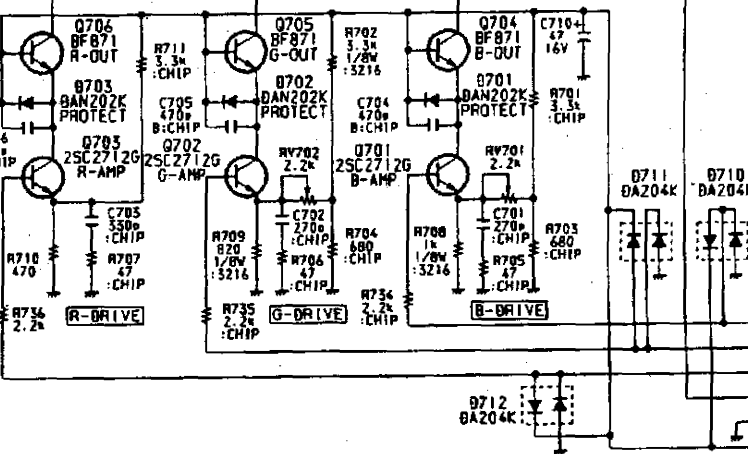 Q706
BF871
R-OUT
D703
DAN202K
PROTECT
Q703
2SC2712G
R-AMP
R711
3.3k
:CHIP
C705
470p
B:CHIP
Q702
2SC2712G
G-AMP
C703
330p
:CHIP
R710
470
R707
47
:CHIP
R736
2.2k
R-DRIVE
Q705
BF871
G-OUT
D702
DAN202K
PROTECT
RV702
2.2k
R702
3.3k
1/8W
:3216
C704
470p
B:CHIP
Q701
2SC2712G
B-AMP
R709
820
1/8W
:3216
C702
270p
:CHIP
R706
47
:CHIP
R704
680
:CHIP
R735
2.2k
:CHIP
G-DRIVE
Q704
BF871
B-OUT
D701
DAN202K
PROTECT
RV701
2.2k
C710
47
16V
R701
3.3k
:CHIP
R708
1k
1/8W
:3216
C701
270p
:CHIP
R705
47
:CHIP
R703
680
:CHIP
R734
2.2k
:CHIP
B-DRIVE
D711
DA204K
D710
DA204K
D712
DA204K